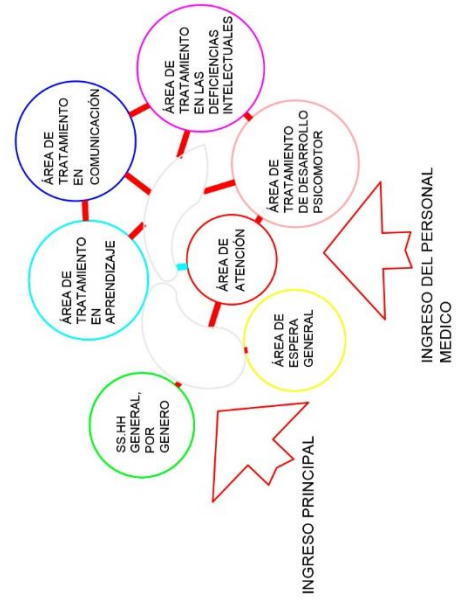 SS.HH
GENERAL,
POR
GENERO
ÁREA DE
TRATAMIENTO
EN
APRENDIZAJE
ÁREA DE
TRATAMIENTO
EN
COMUNICACIÓN
ÁREA DE
TRATAMIENTO
EN LAS
DEFICIENCIAS
INTELECTUALES
ÁREA DE
ESPERA
GENERAL
ÁREA DE
ATENCIÓN
ÁREA DE
TRATAMIENTO
DE DESARROLLO
PSICOMOTOR
INGRESO PRINCIPAL
INGRESO DEL PERSONAL
MEDICO